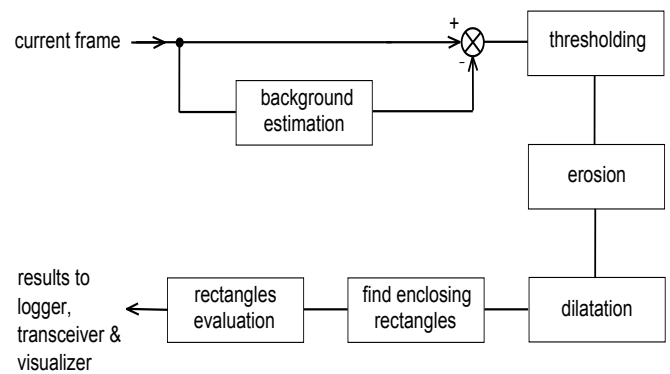 current frame
+
-
thresholding
background
estimation
erosion
dilatation
find enclosing
rectangles
rectangles
evaluation
results to
logger,
transceiver &
visualizer